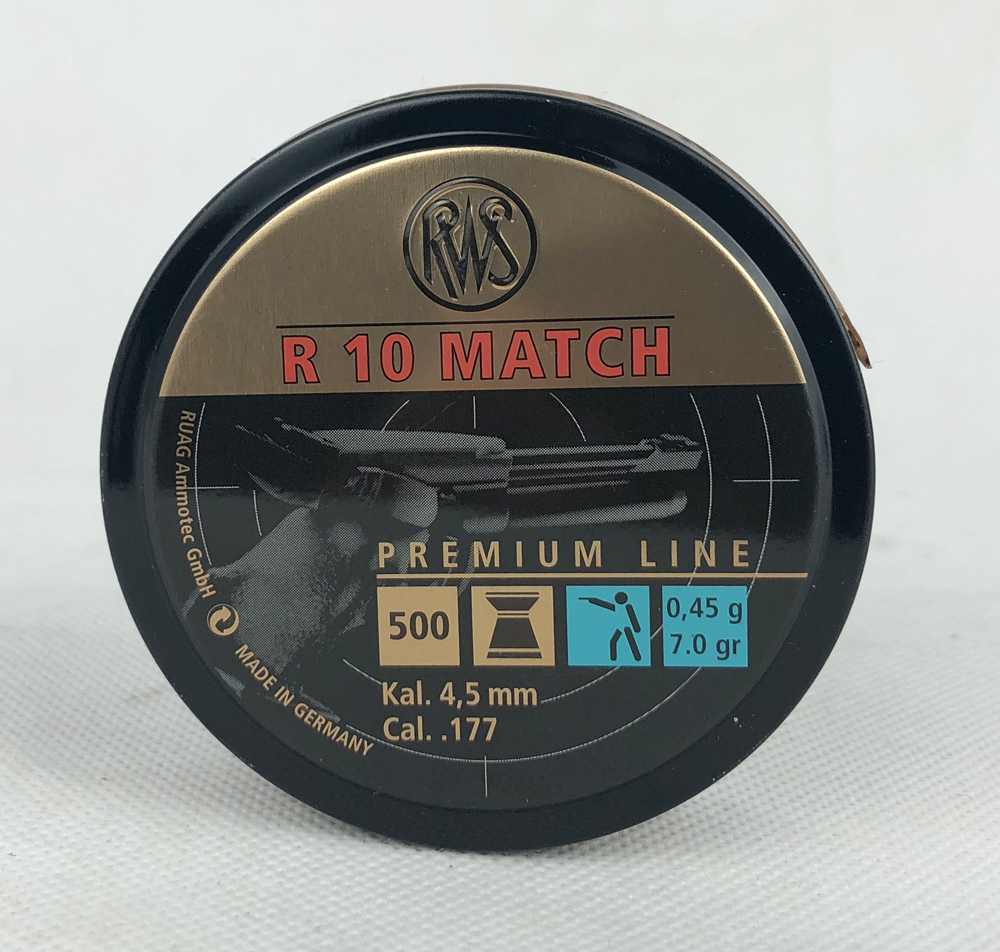 RWS
R 10 MATCH
PREMIUM LINE
500
0,45 g
7.0 gr
Kal. 4,5 mm
Cal. .177
RUAG Ammotec GmbH
MADE IN GERMANY